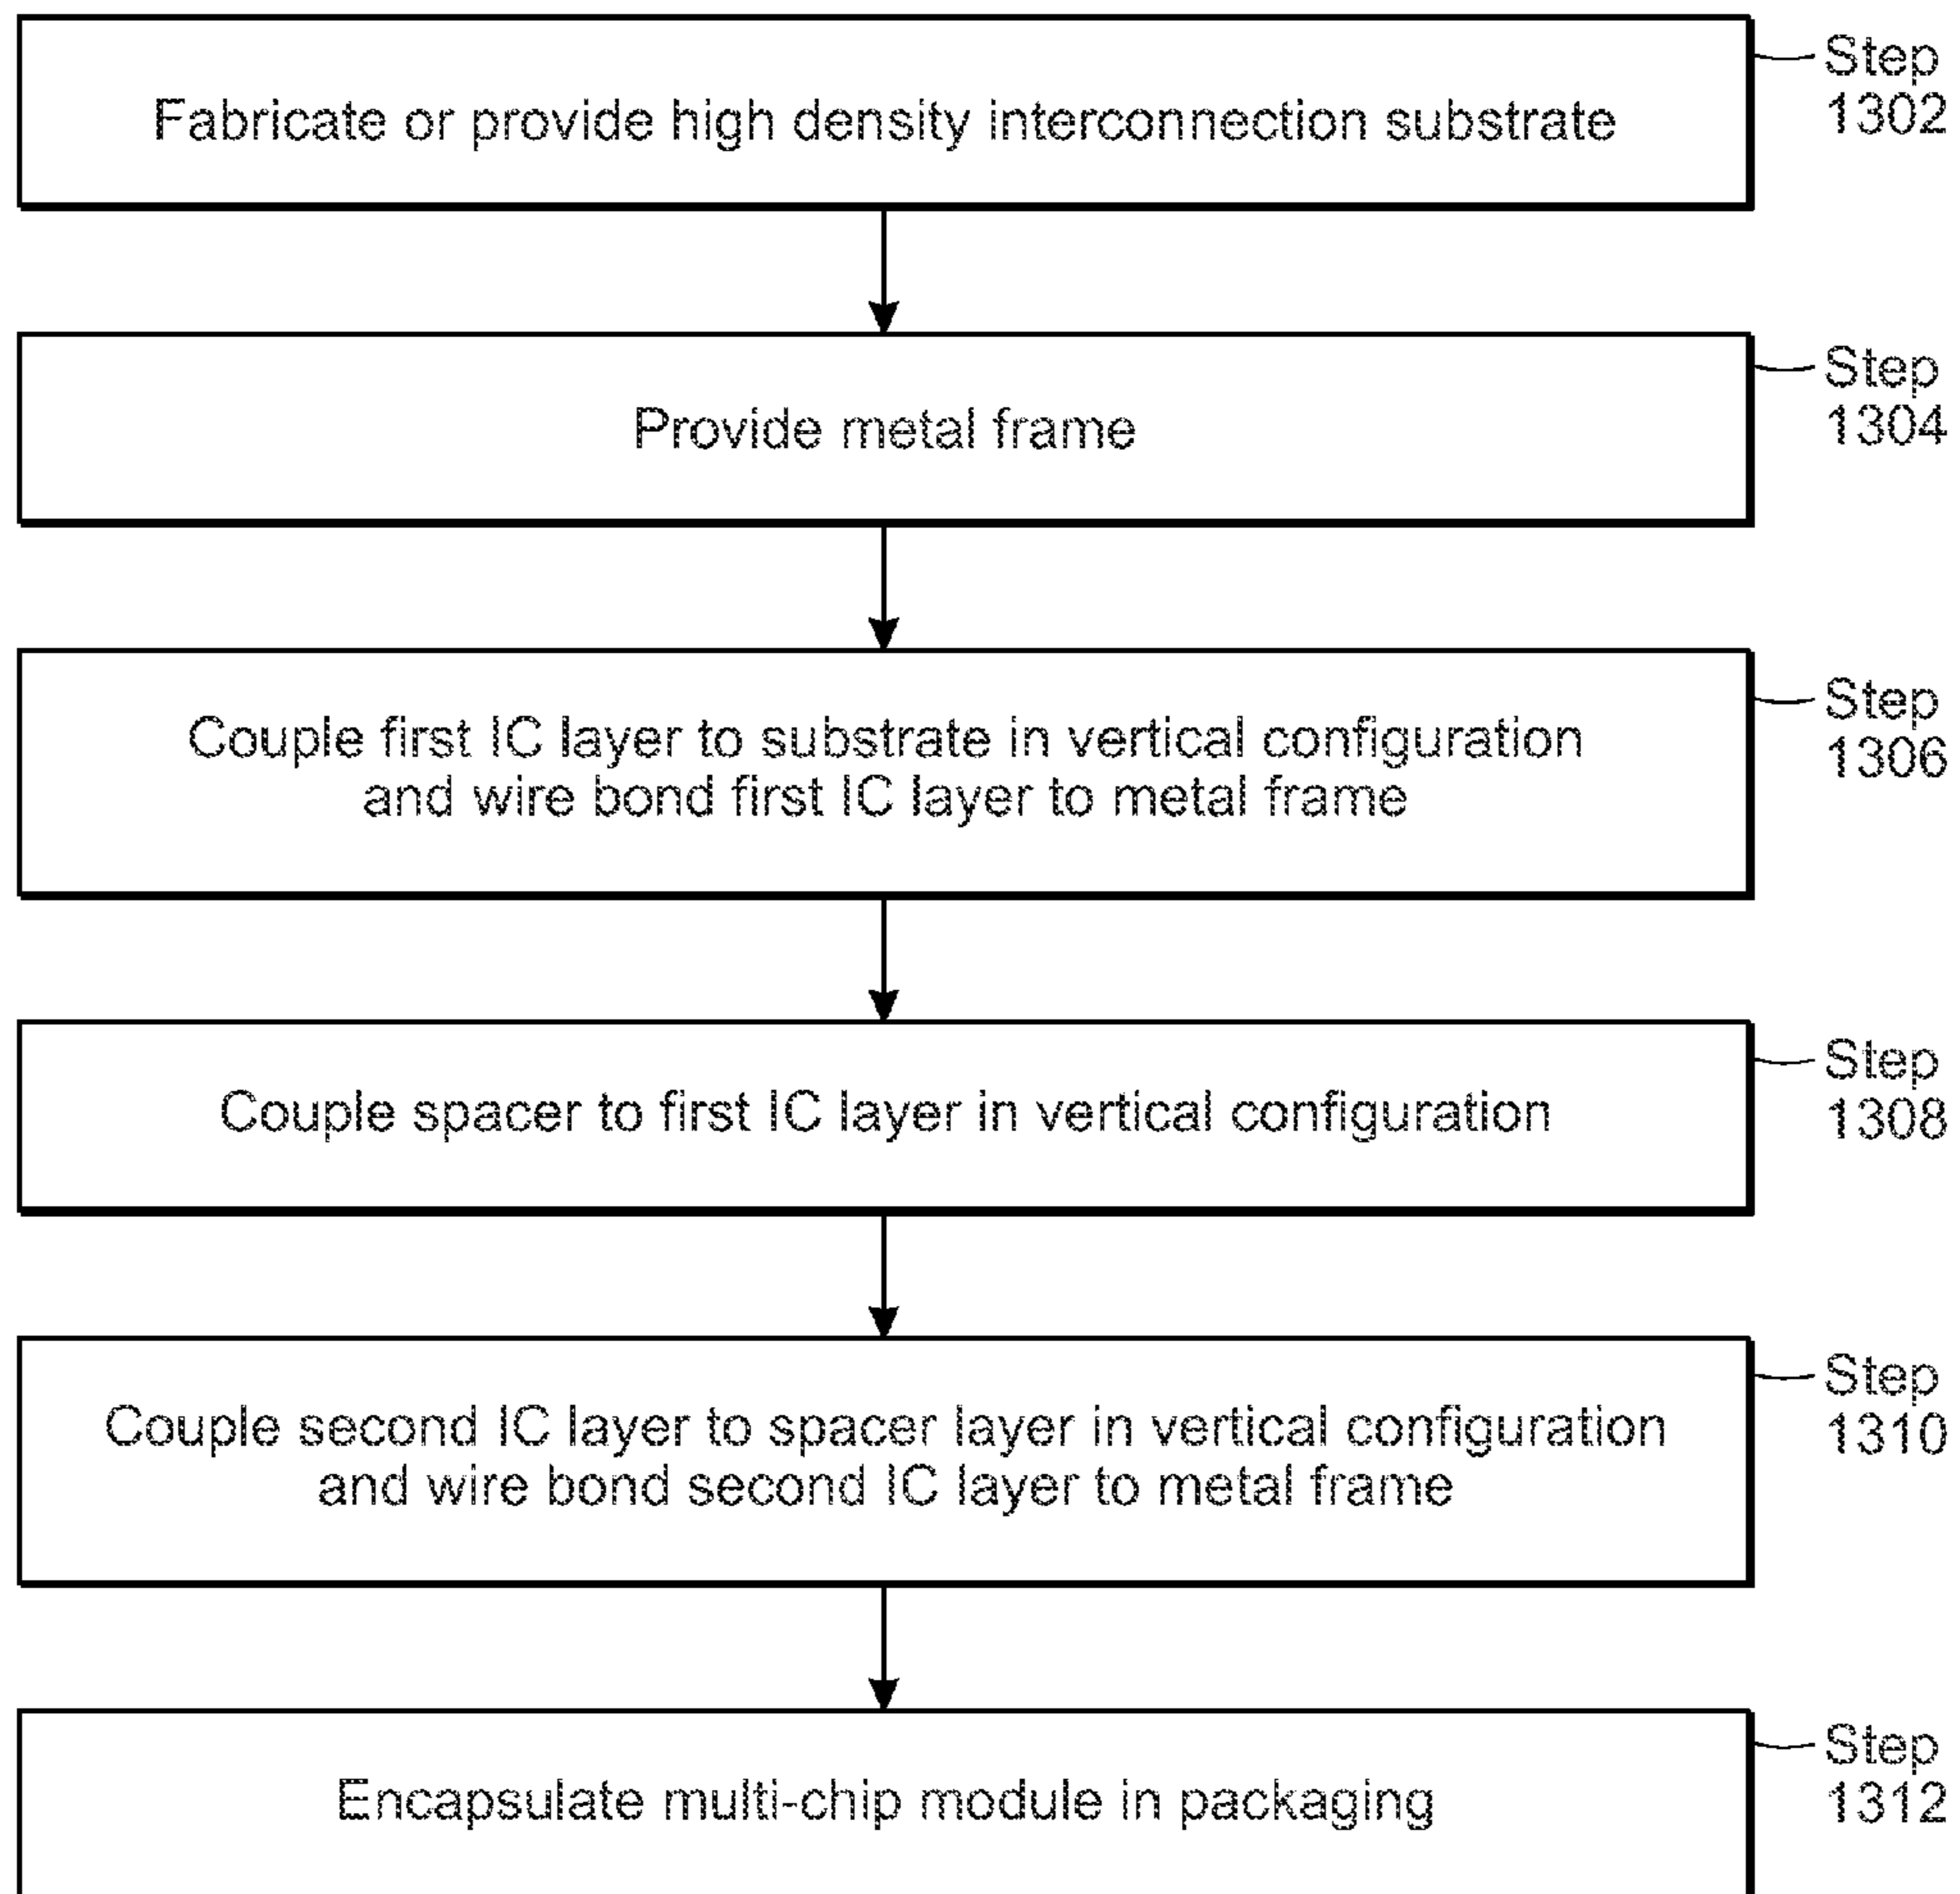 Fabricate or provide high density interconnection substrate
Step
1302
Provide metal frame
Step
1304
Couple first IC layer to substrate in vertical configuration
and wire bond first IC layer to metal frame
Step
1306
Couple spacer to first IC layer in vertical configuration
Step
1308
Couple second IC layer to spacer layer in vertical configuration
and wire bond second IC layer to metal frame
Step
1310
Encapsulate multi-chip module in packaging
Step
1312